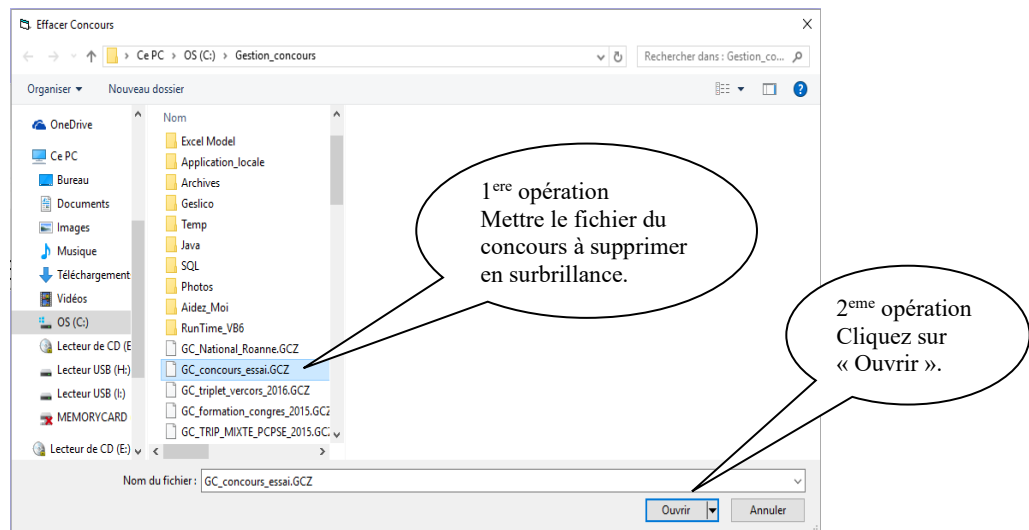 Effacer Concours
Ce PC > OS (C:) > Gestion_concours
Rechercher dans : Gestion_co...
Organiser
Nouveau dossier
OneDrive
Ce PC
Bureau
Documents
Images
Musique
Téléchargement
Vidéos
OS (C:)
Lecteur de CD (E
Lecteur USB (H:)
Lecteur USB (I:)
MEMORYCARD
Lecteur de CD (E:)
Nom
Excel Model
Application_locale
Archives
Geslico
Temp
Java
SQL
Photos
Aidez_Moi
RunTime_VB6
GC_National_Roanne.GCZ
GC_concours_essai.GCZ
GC_triplet_vercors_2016.GCZ
GC_formation_congres_2015.GCZ
GC_TRIP_MIXTE_PCPSE_2015.GC
1ere opération
Mettre le fichier du
concours à supprimer
en surbrillance.
2eme opération
Cliquez sur
« Ouvrir ».
Nom du fichier : GC_concours_essai.GCZ
Ouvrir
Annuler